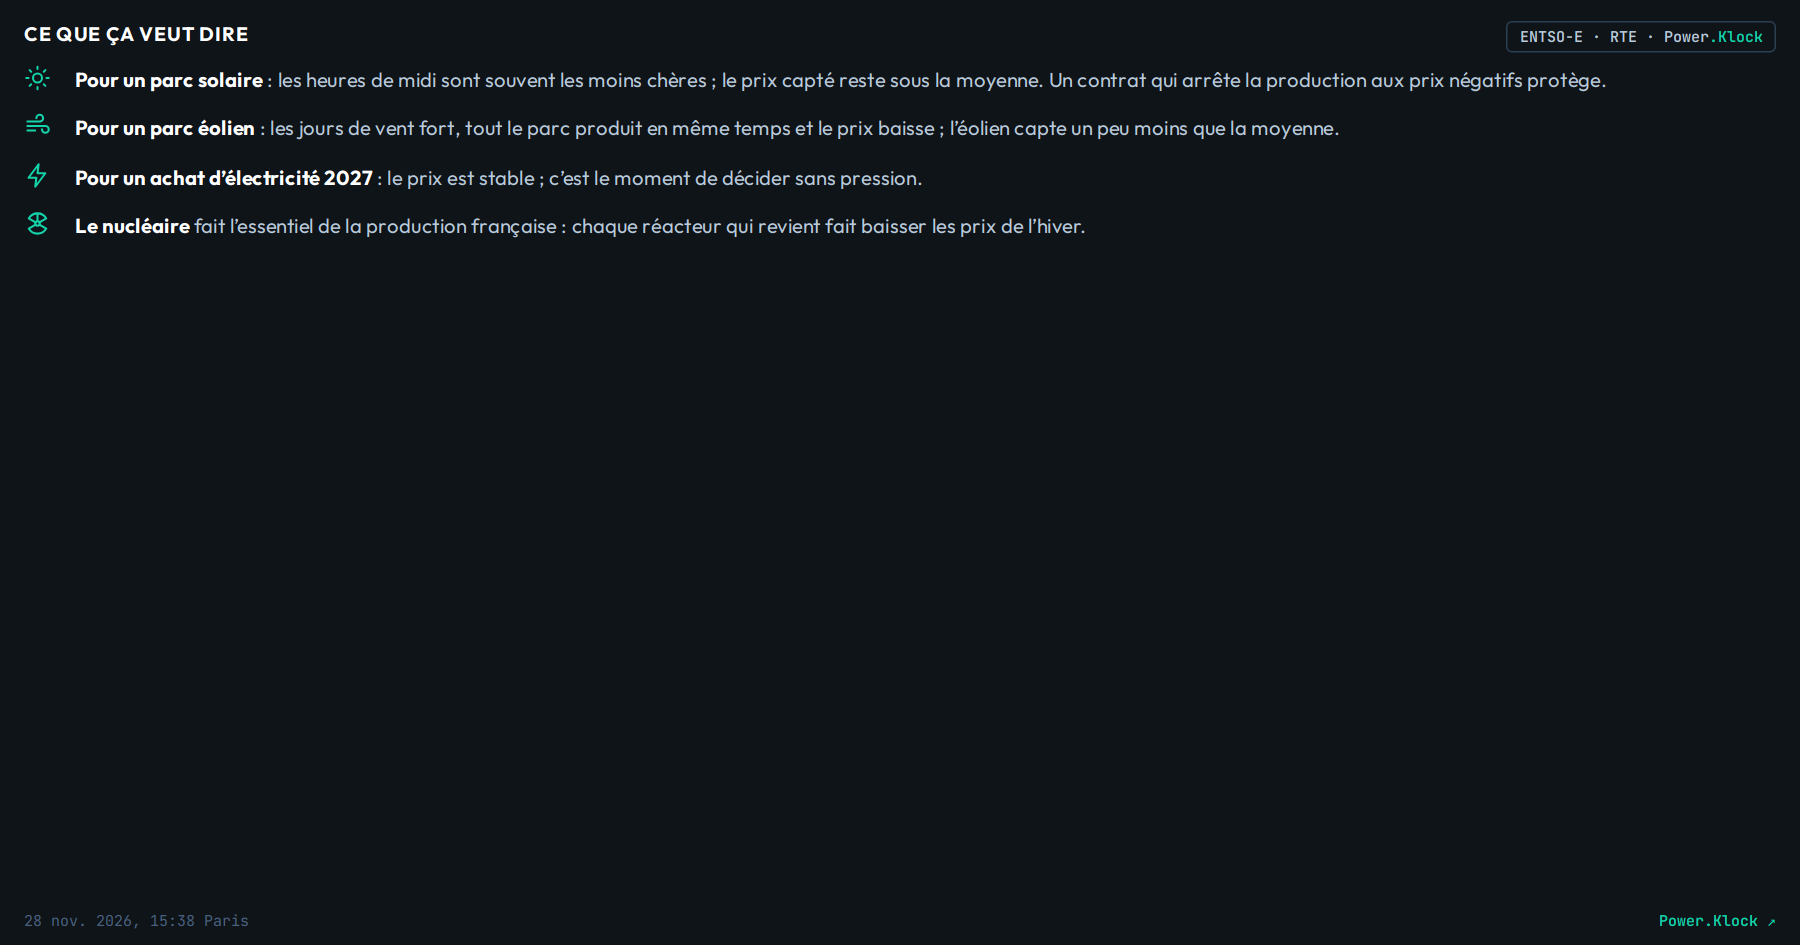 CE QUE ÇA VEUT DIRE
ENTSO-E · RTE · Power.Klock
Pour un parc solaire : les heures de midi sont souvent les moins chères ; le prix capté reste sous la moyenne. Un contrat qui arrête la production aux prix négatifs protège.
Pour un parc éolien : les jours de vent fort, tout le parc produit en même temps et le prix baisse ; l’éolien capte un peu moins que la moyenne.
Pour un achat d’électricité 2027 : le prix est stable ; c’est le moment de décider sans pression.
Le nucléaire fait l’essentiel de la production française : chaque réacteur qui revient fait baisser les prix de l’hiver.
28 nov. 2026, 15:38 Paris
Power.Klock ↗